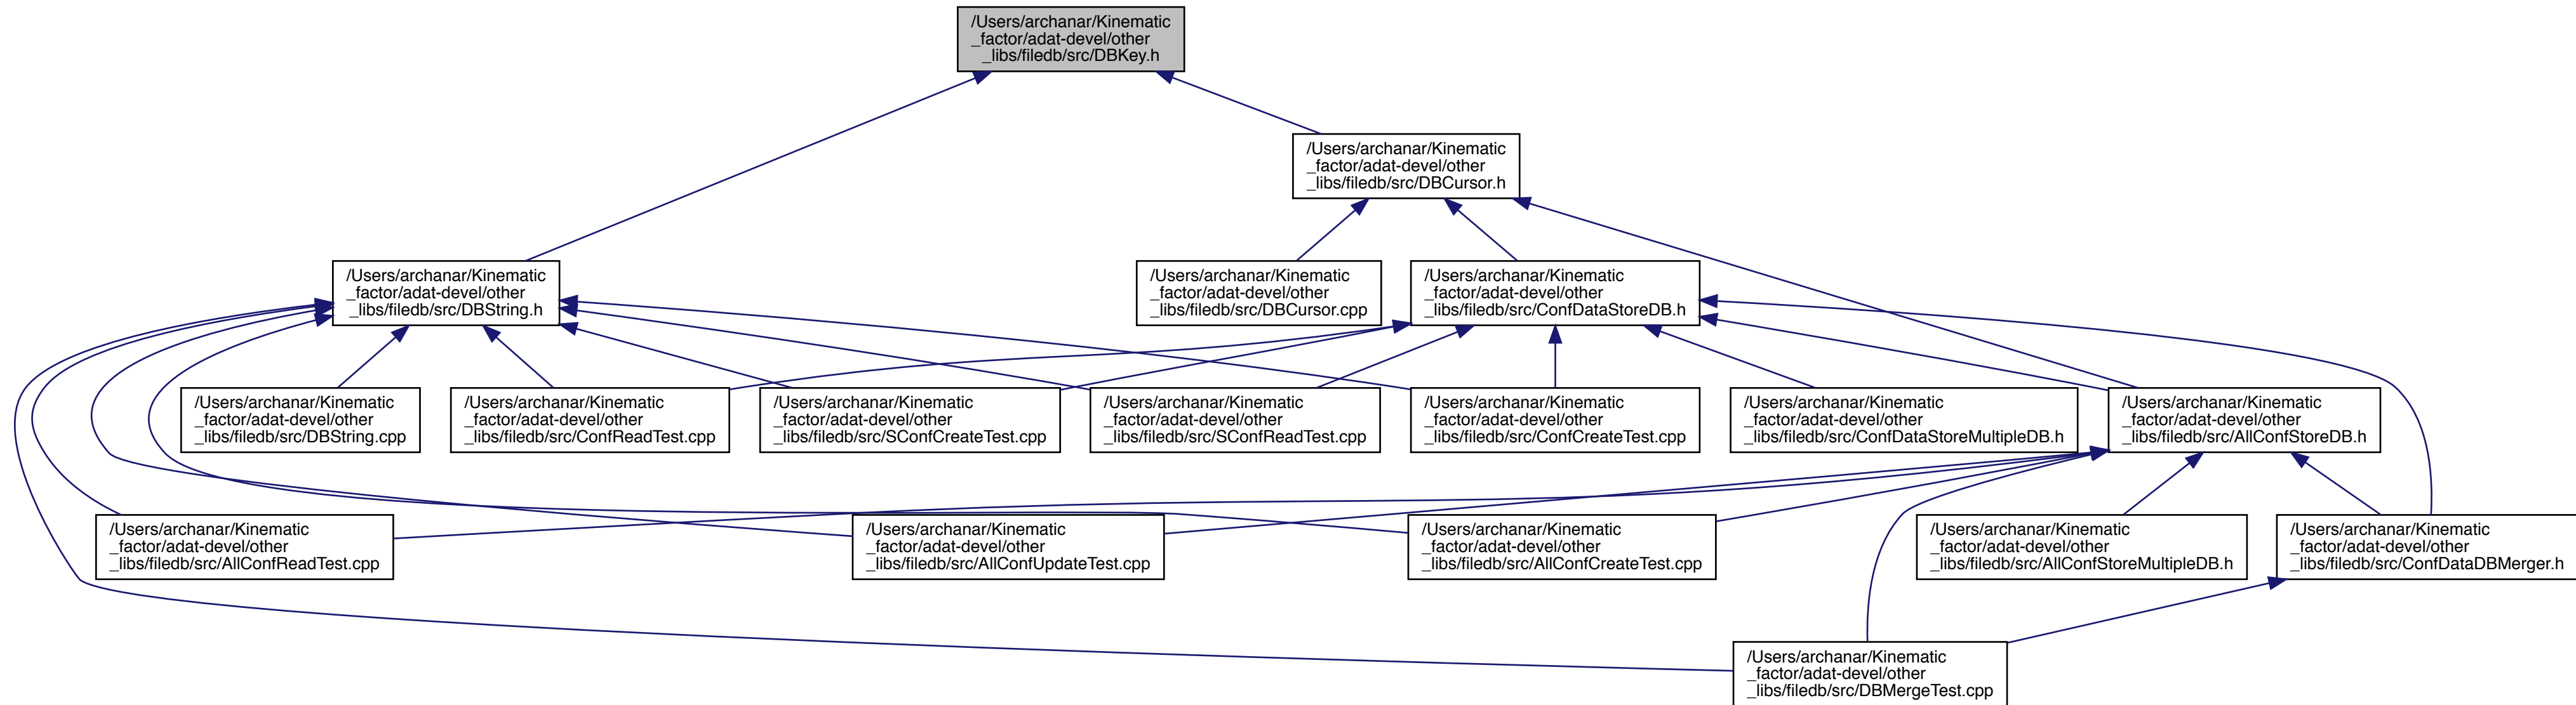 /Users/archanar/Kinematic
_factor/adat-devel/other
_libs/filedb/src/DBKey.h
/Users/archanar/Kinematic
_factor/adat-devel/other
_libs/filedb/src/DBCursor.h
/Users/archanar/Kinematic
_factor/adat-devel/other
_libs/filedb/src/DBString.h
/Users/archanar/Kinematic
_factor/adat-devel/other
_libs/filedb/src/DBCursor.cpp
/Users/archanar/Kinematic
_factor/adat-devel/other
_libs/filedb/src/ConfDataStoreDB.h
/Users/archanar/Kinematic
_factor/adat-devel/other
_libs/filedb/src/DBString.cpp
/Users/archanar/Kinematic
_factor/adat-devel/other
_libs/filedb/src/ConfReadTest.cpp
/Users/archanar/Kinematic
_factor/adat-devel/other
_libs/filedb/src/SConfCreateTest.cpp
/Users/archanar/Kinematic
_factor/adat-devel/other
_libs/filedb/src/SConfReadTest.cpp
/Users/archanar/Kinematic
_factor/adat-devel/other
_libs/filedb/src/ConfCreateTest.cpp
/Users/archanar/Kinematic
_factor/adat-devel/other
_libs/filedb/src/ConfDataStoreMultipleDB.h
/Users/archanar/Kinematic
_factor/adat-devel/other
_libs/filedb/src/AllConfStoreDB.h
/Users/archanar/Kinematic
_factor/adat-devel/other
_libs/filedb/src/AllConfReadTest.cpp
/Users/archanar/Kinematic
_factor/adat-devel/other
_libs/filedb/src/AllConfUpdateTest.cpp
/Users/archanar/Kinematic
_factor/adat-devel/other
_libs/filedb/src/AllConfCreateTest.cpp
/Users/archanar/Kinematic
_factor/adat-devel/other
_libs/filedb/src/AllConfStoreMultipleDB.h
/Users/archanar/Kinematic
_factor/adat-devel/other
_libs/filedb/src/ConfDataDBMerger.h
/Users/archanar/Kinematic
_factor/adat-devel/other
_libs/filedb/src/DBMergeTest.cpp